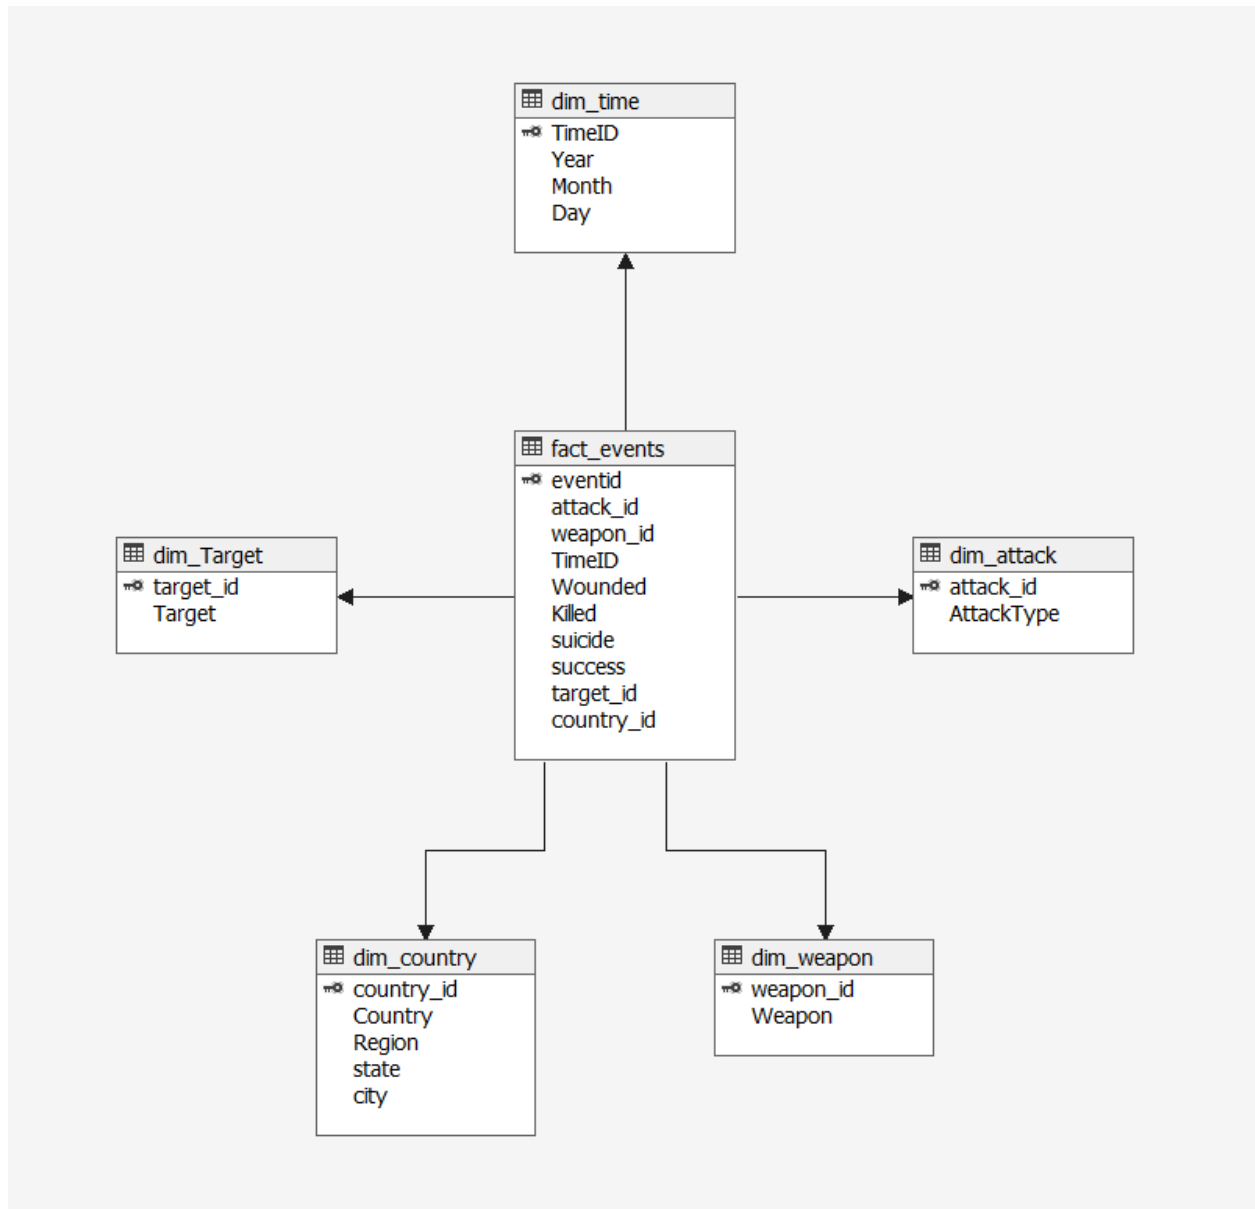 dim_time
TimeID
Year
Month
Day
fact_events
eventid
attack_id
weapon_id
TimeID
Wounded
Killed
suicide
success
target_id
country_id
dim_Target
target_id
Target
dim_attack
attack_id
AttackType
dim_country
country_id
Country
Region
state
city
dim_weapon
weapon_id
Weapon